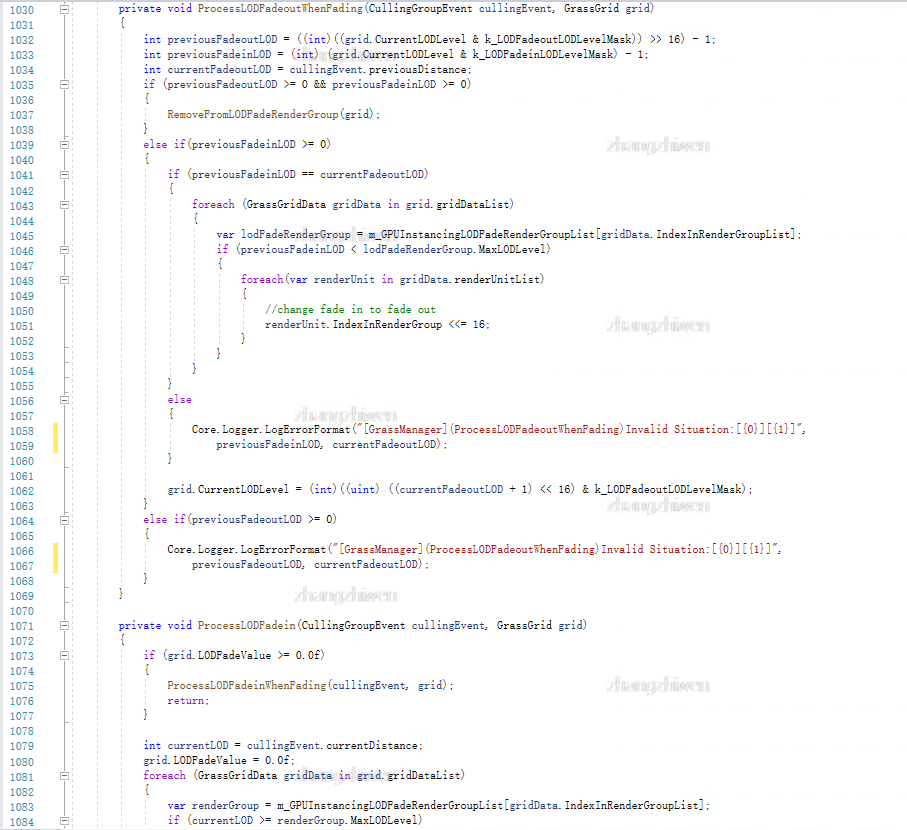 1030 private void ProcessLODFadeoutWhenFading(CullingGroupEvent cullingEvent, GrassGrid grid)
1031 {
1032 int previousFadeoutLOD = ((int)((grid.CurrentLODLevel & k_LODFadeoutLODLevelMask)) >> 16) - 1;
1033 int previousFadeinLOD = (int) (grid.CurrentLODLevel & k_LODFadeinLODLevelMask) - 1;
1034 int currentFadeoutLOD = cullingEvent.previousDistance;
1035 if (previousFadeoutLOD >= 0 && previousFadeinLOD >= 0)
1036 {
1037 RemoveFromLODFadeRenderGroup(grid);
1038 }
1039 else if(previousFadeinLOD >= 0)
1040 {
1041 if (previousFadeinLOD == currentFadeoutLOD)
1042 {
1043 foreach (GrassGridData gridData in grid.gridDataList)
1044 {
1045 var lodFadeRenderGroup = m_GPUInstancingLODFadeRenderGroupList[gridData.IndexInRenderGroupList];
1046 if (previousFadeinLOD < lodFadeRenderGroup.MaxLODLevel)
1047 {
1048 foreach(var renderUnit in gridData.renderUnitList)
1049 {
1050 //change fade in to fade out
1051 renderUnit.IndexInRenderGroup <<= 16;
1052 }
1053 }
1054 }
1055 }
1056 else
1057 {
1058 Core.Logger.LogErrorFormat("[GrassManager](ProcessLODFadeoutWhenFading)Invalid Situation:[{0}][{1}]",
1059 previousFadeinLOD, currentFadeoutLOD);
1060 }
1061
1062 grid.CurrentLODLevel = (int)((uint) ((currentFadeoutLOD + 1) << 16) & k_LODFadeoutLODLevelMask);
1063 }
1064 else if(previousFadeoutLOD >= 0)
1065 {
1066 Core.Logger.LogErrorFormat("[GrassManager](ProcessLODFadeoutWhenFading)Invalid Situation:[{0}][{1}]",
1067 previousFadeoutLOD, currentFadeoutLOD);
1068 }
1069 }
1070
1071 private void ProcessLODFadein(CullingGroupEvent cullingEvent, GrassGrid grid)
1072 {
1073 if (grid.LODFadeValue >= 0.0f)
1074 {
1075 ProcessLODFadeinWhenFading(cullingEvent, grid);
1076 return;
1077 }
1078
1079 int currentLOD = cullingEvent.currentDistance;
1080 grid.LODFadeValue = 0.0f;
1081 foreach (GrassGridData gridData in grid.gridDataList)
1082 {
1083 var renderGroup = m_GPUInstancingLODFadeRenderGroupList[gridData.IndexInRenderGroupList];
1084 if (currentLOD >= renderGroup.MaxLODLevel)
zhangzhiwen
zhangzhiwen
zhangzhiwen
zhangzhiwen
zhangzhiwen
zhangzhiwen